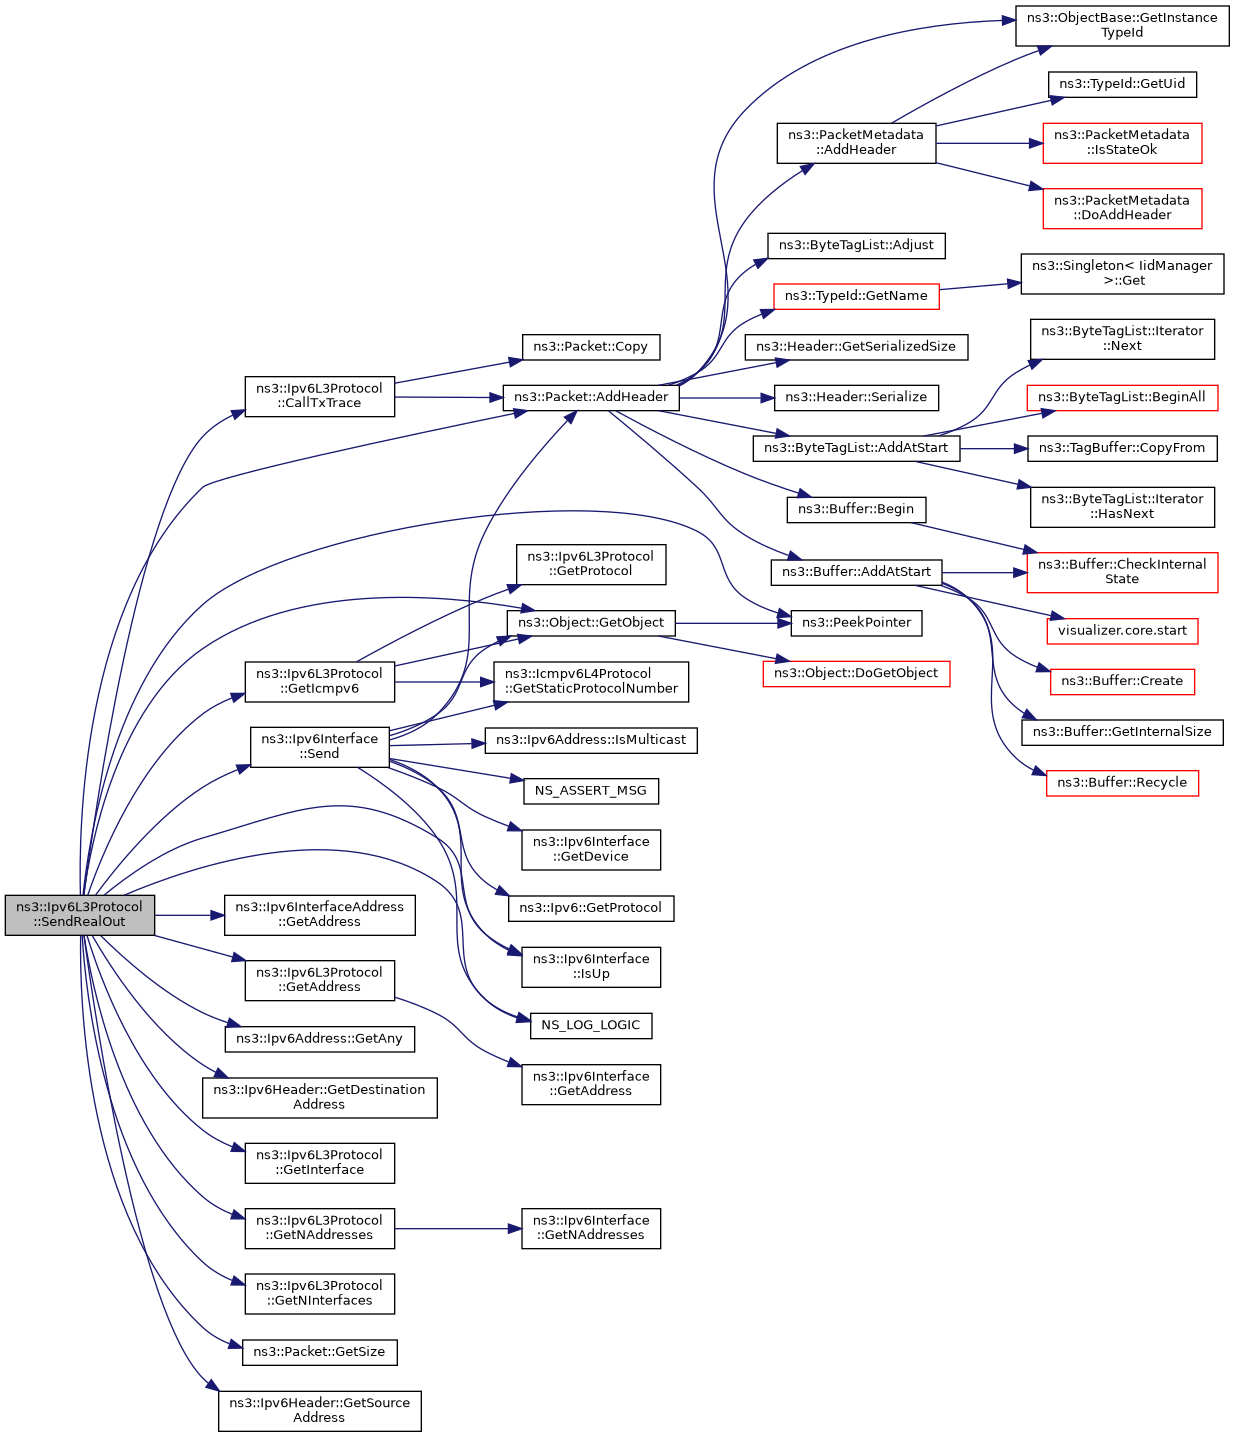 ns3::ObjectBase::GetInstance
TypeId
ns3::TypeId::GetUid
ns3::PacketMetadata
::AddHeader
ns3::PacketMetadata
::IsStateOk
ns3::PacketMetadata
::DoAddHeader
ns3::ByteTagList::Adjust
ns3::Singleton< IidManager
>::Get
ns3::TypeId::GetName
ns3::ByteTagList::Iterator
::Next
ns3::Packet::Copy
ns3::Header::GetSerializedSize
ns3::Ipv6L3Protocol
::CallTxTrace
ns3::Packet::AddHeader
ns3::Header::Serialize
ns3::ByteTagList::BeginAll
ns3::ByteTagList::AddAtStart
ns3::TagBuffer::CopyFrom
ns3::ByteTagList::Iterator
::HasNext
ns3::Buffer::Begin
ns3::Ipv6L3Protocol
::GetProtocol
ns3::Buffer::AddAtStart
ns3::Buffer::CheckInternal
State
ns3::Object::GetObject
ns3::PeekPointer
visualizer.core.start
ns3::Ipv6L3Protocol
::GetIcmpv6
ns3::Icmpv6L4Protocol
::GetStaticProtocolNumber
ns3::Object::DoGetObject
ns3::Buffer::Create
ns3::Ipv6Interface
::Send
ns3::Ipv6Address::IsMulticast
ns3::Buffer::GetInternalSize
NS_ASSERT_MSG
ns3::Buffer::Recycle
ns3::Ipv6Interface
::GetDevice
ns3::Ipv6L3Protocol
::SendRealOut
ns3::Ipv6InterfaceAddress
::GetAddress
ns3::Ipv6::GetProtocol
ns3::Ipv6L3Protocol
::GetAddress
ns3::Ipv6Interface
::IsUp
ns3::Ipv6Address::GetAny
NS_LOG_LOGIC
ns3::Ipv6Header::GetDestination
Address
ns3::Ipv6Interface
::GetAddress
ns3::Ipv6L3Protocol
::GetInterface
ns3::Ipv6L3Protocol
::GetNAddresses
ns3::Ipv6Interface
::GetNAddresses
ns3::Ipv6L3Protocol
::GetNInterfaces
ns3::Packet::GetSize
ns3::Ipv6Header::GetSource
Address